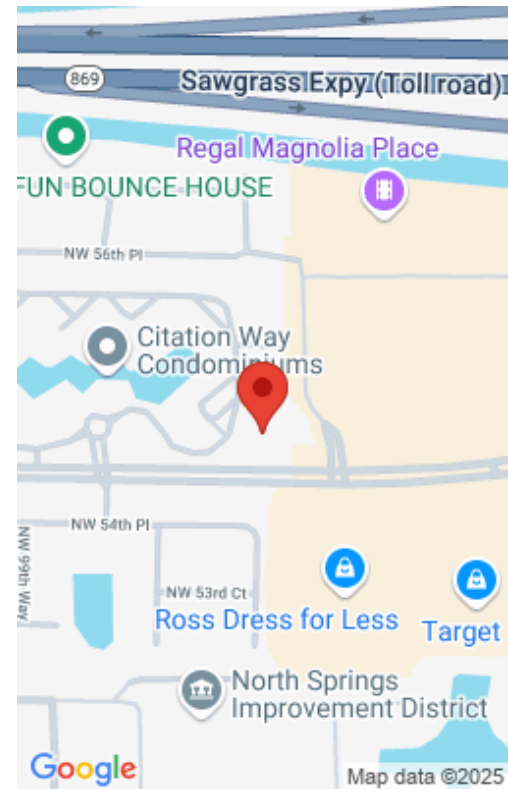 869
Sawgrass Expy (Toll road)
Regal Magnolia Place
FUN BOUNCE HOUSE
NW 56th Pl
Citation Way
Condominiums
NW 54th Pl
NW 99th Way
NW 53rd Ct
Ross Dress for Less
Target
North Springs
Improvement District
Google
Map data ©2025